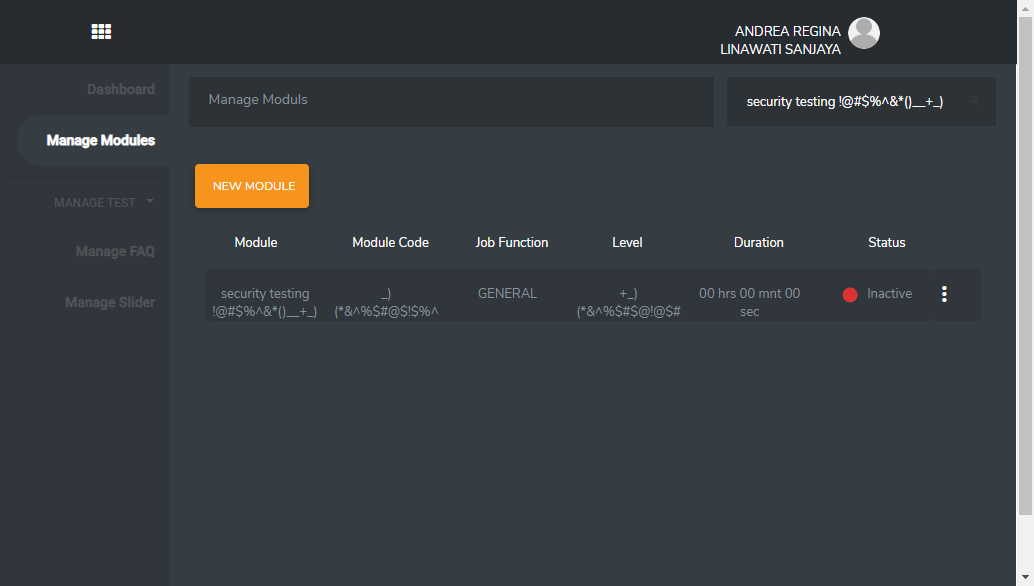 ANDREA REGINA
LINAWATI SANJAYA
Dashboard
Manage Modules
MANAGE TEST
Manage FAQ
Manage Slider
Manage Moduls
security testing !@#$%^&*()__+_)
NEW MODULE
Module Module Code Job Function Level Duration Status
security testing _) GENERAL +_) 00 hrs 00 mnt 00 Inactive
!@#$%^&*()__+_) (*&^%$#@$!$%^ (*&^%$#$@!@$# sec